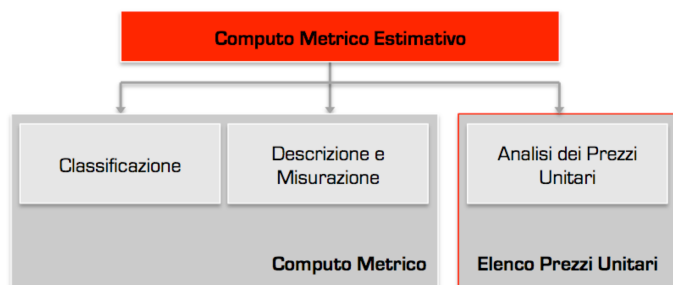 Computo Metrico Estimativo
Classificazione
Descrizione e
Misurazione
Analisi dei Prezzi
Unitari
Computo Metrico
Elenco Prezzi Unitari